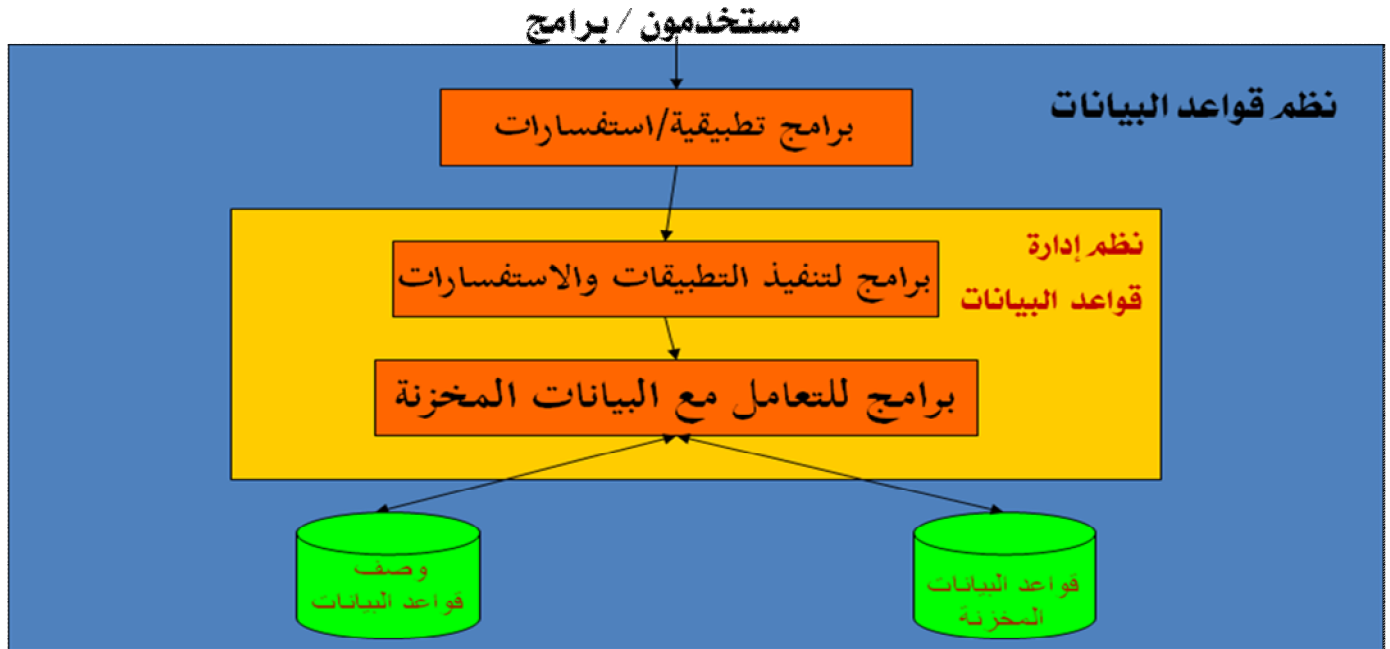 مستخدمون / برامج
نظم قواعد البيانات
برامج تطبيقية/استفسارات
نظم إدارة
قواعد البيانات
برامج لتنفيذ التطبيقات والاستفسارات
برامج للتعامل مع البيانات المخزنة
قواعد البيانات
المخزنة
وصف
قواعد البيانات